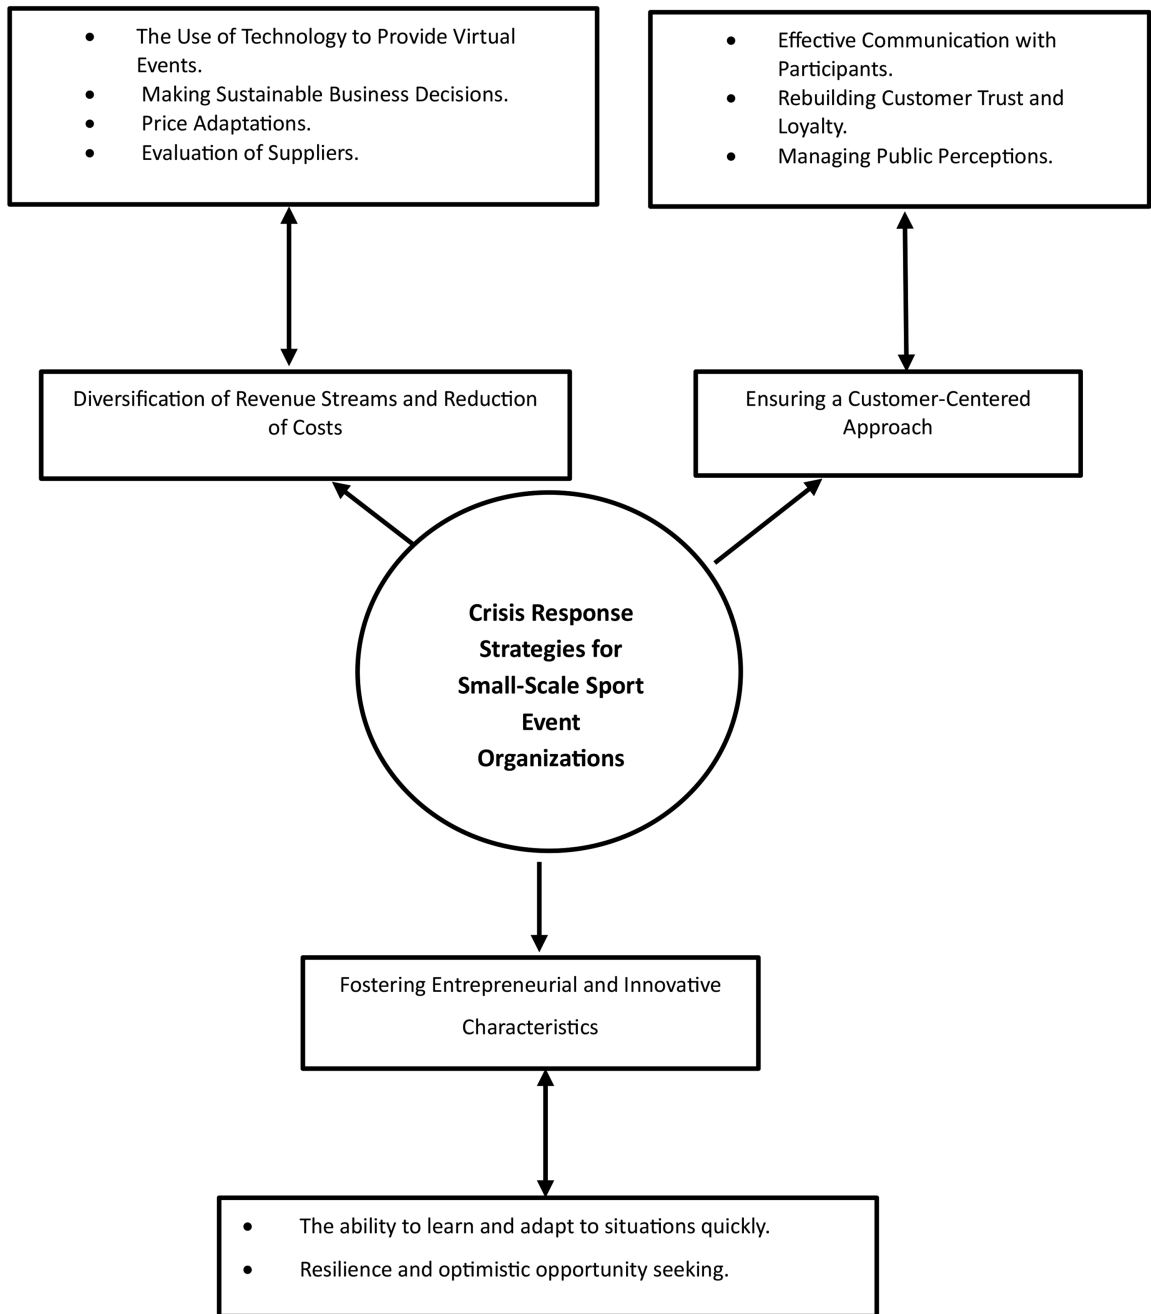 • The Use of Technology to Provide Virtual
Events.
• Making Sustainable Business Decisions.
• Price Adaptations.
• Evaluation of Suppliers.
• Effective Communication with
Participants.
• Rebuilding Customer Trust and
Loyalty.
• Managing Public Perceptions.
Diversification of Revenue Streams and Reduction
of Costs
Ensuring a Customer-Centered
Approach
Crisis Response
Strategies for
Small-Scale Sport
Event
Organizations
Fostering Entrepreneurial and Innovative
Characteristics
• The ability to learn and adapt to situations quickly.
• Resilience and optimistic opportunity seeking.